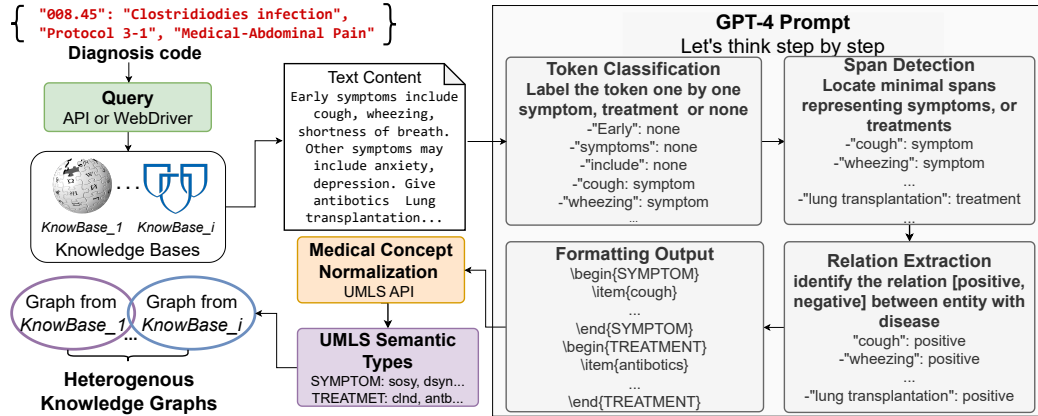 "008.45": "Clostridiodies infection",
"Protocol 3-1", "Medical-Abdominal Pain"
Diagnosis code
Query
API or WebDriver
KnowBase_1
...
KnowBase_i
Knowledge Bases
Text Content
Early symptoms include
cough, wheezing,
shortness of breath.
Other symptoms may
include anxiety,
depression. Give
antibotics Lung
transplantation...
GPT-4 Prompt
Let's think step by step
Token Classification
Label the token one by one
symptom, treatment or none
-"Early": none
-"symptoms": none
-"include": none
-"cough: symptom
-"wheezing": symptom
...
Span Detection
Locate minimal spans
representing symptoms, or
treatments
-"cough": symptom
-"wheezing": symptom
...
-"lung transplantation": treatment
...
Relation Extraction
identify the relation [positive,
negative] between entity with
disease
"cough": positive
-"wheezing": positive
...
-"lung transplantation": positive
Formatting Output
\begin{SYMPTOM}
\item{cough}
...
\end{SYMPTOM}
\begin{TREATMENT}
\item{antibotics}
...
\end{TREATMENT}
Medical Concept
Normalization
UMLS API
UMLS Semantic
Types
SYMPTOM: sosy, dsyn...
TREATMET: clnd, antb...
Graph from
KnowBase_1
...
Graph from
KnowBase_i
Heterogenous
Knowledge Graphs